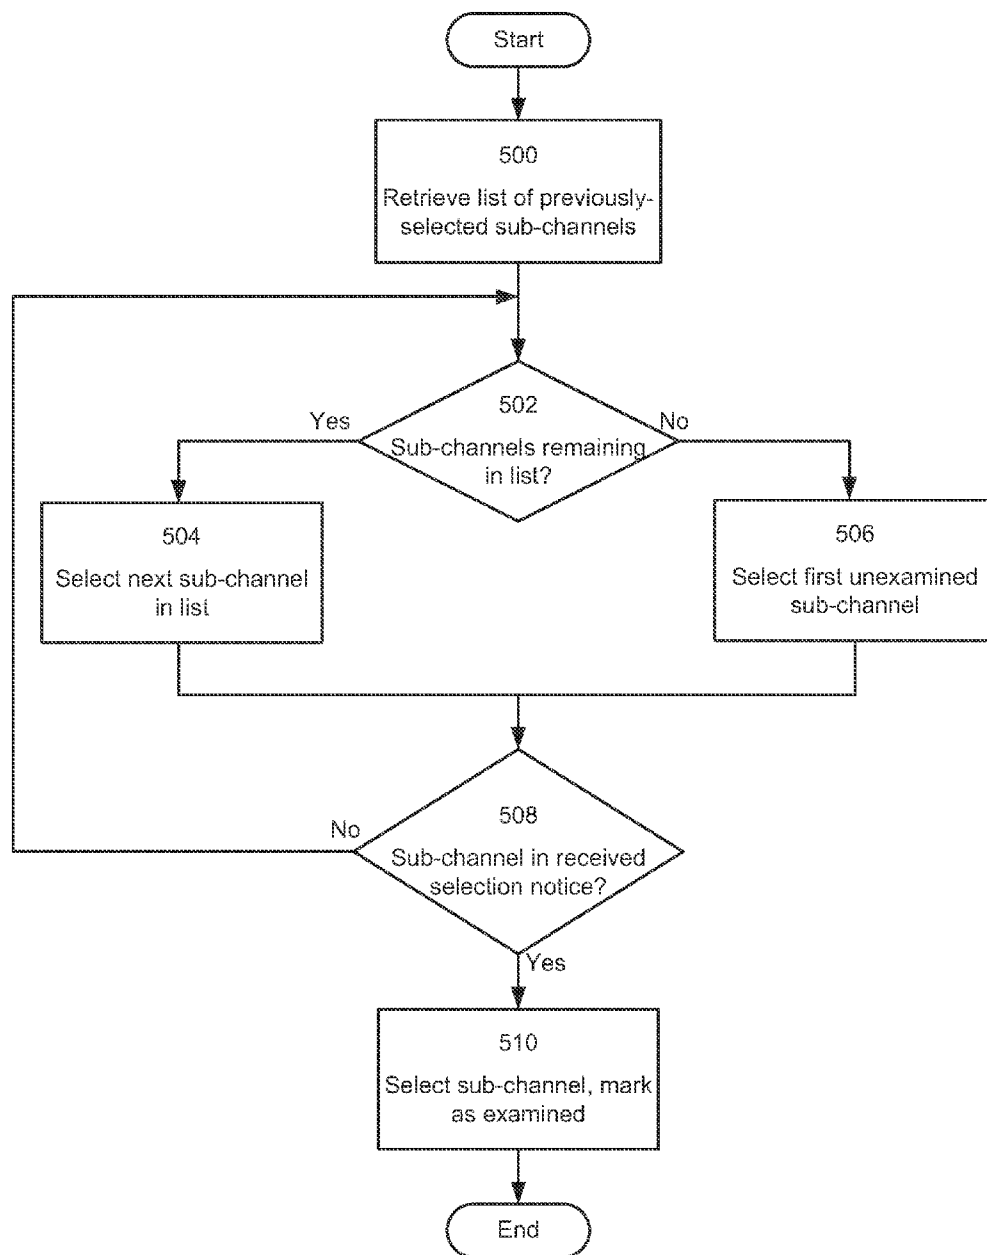 Start
500
Retrieve list of previously-
selected sub-channels
502
Sub-channels remaining
in list?
Yes
No
504
Select next sub-channel
in list
506
Select first unexamined
sub-channel
508
Sub-channel in received
selection notice?
No
Yes
510
Select sub-channel, mark
as examined
End